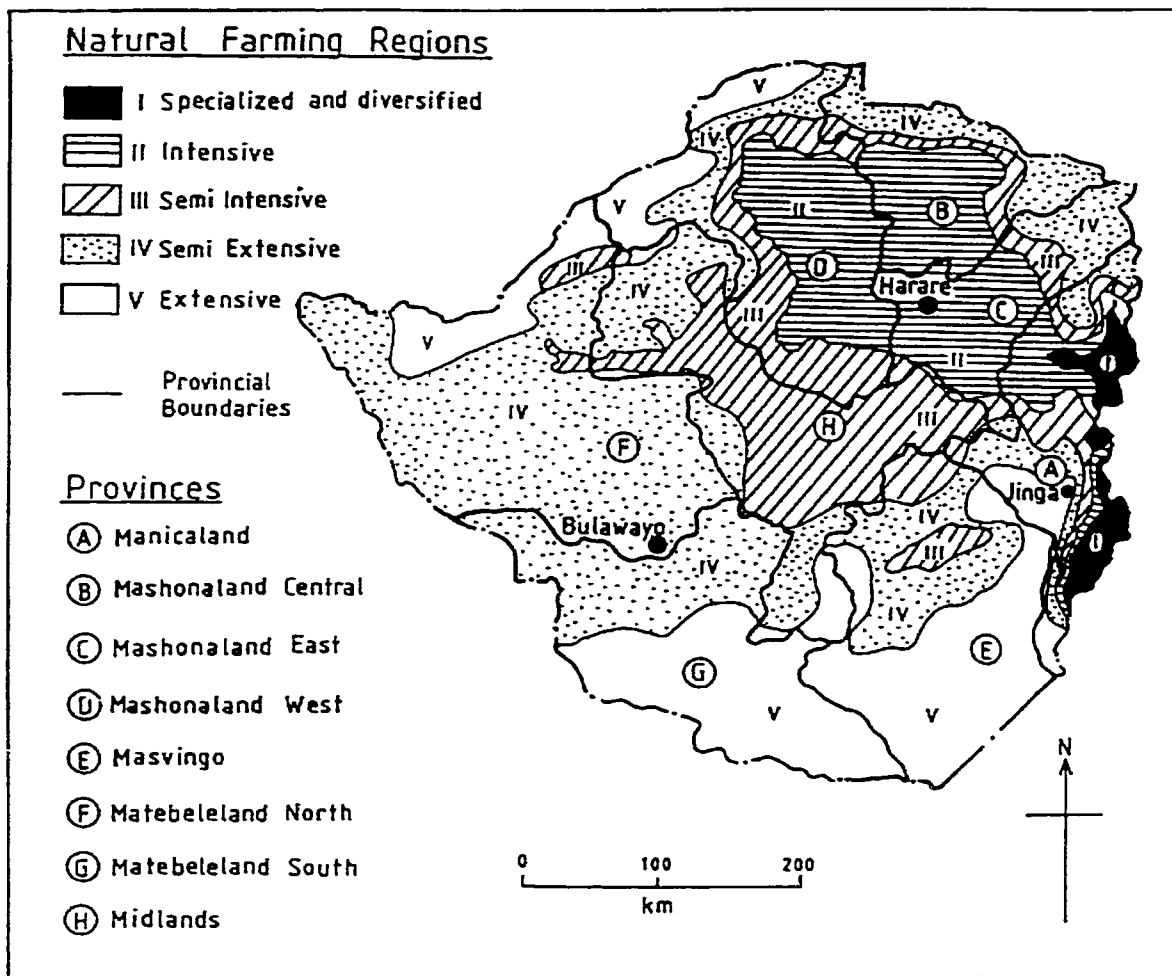 Natural Farming Regions
I Specialized and diversified
II Intensive
III Semi Intensive
IV Semi Extensive
V Extensive
Provincial
Boundaries
Provinces
A Manicaland
B Mashonaland Central
C Mashonaland East
D Mashonaland West
E Masvingo
F Matebeleland North
G Matebeleland South
H Midlands
V
IV
IV
V
II
B
IV
III
D
III
IV
Harare
III
C
V
II
I
IV
H
III
F
A
Jinga
Bulawayo
IV
III
I
IV
IV
E
G
V
V
N
0 100 200
km